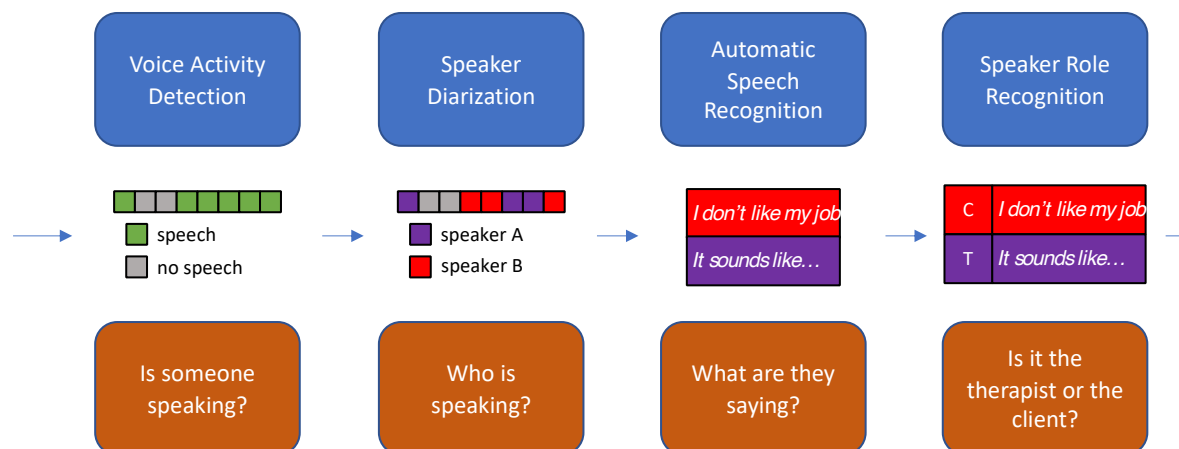 Voice Activity
Detection
Speaker
Diarization
Automatic
Speech
Recognition
Speaker Role
Recognition
speech
no speech
speaker A
speaker B
I don't like my job
It sounds like...
C
I don't like my job
T
It sounds like...
Is someone
speaking?
Who is
speaking?
What are they
saying?
Is it the
therapist or the
client?